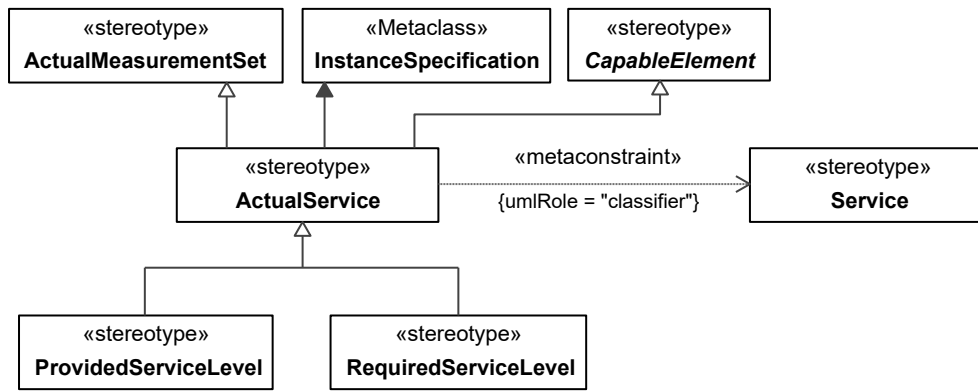 «stereotype»
ActualMeasurementSet
«Metaclass»
InstanceSpecification
«stereotype»
CapableElement
«stereotype»
ActualService
«metaconstraint»
{umlRole = "classifier"}
«stereotype»
Service
«stereotype»
ProvidedServiceLevel
«stereotype»
RequiredServiceLevel